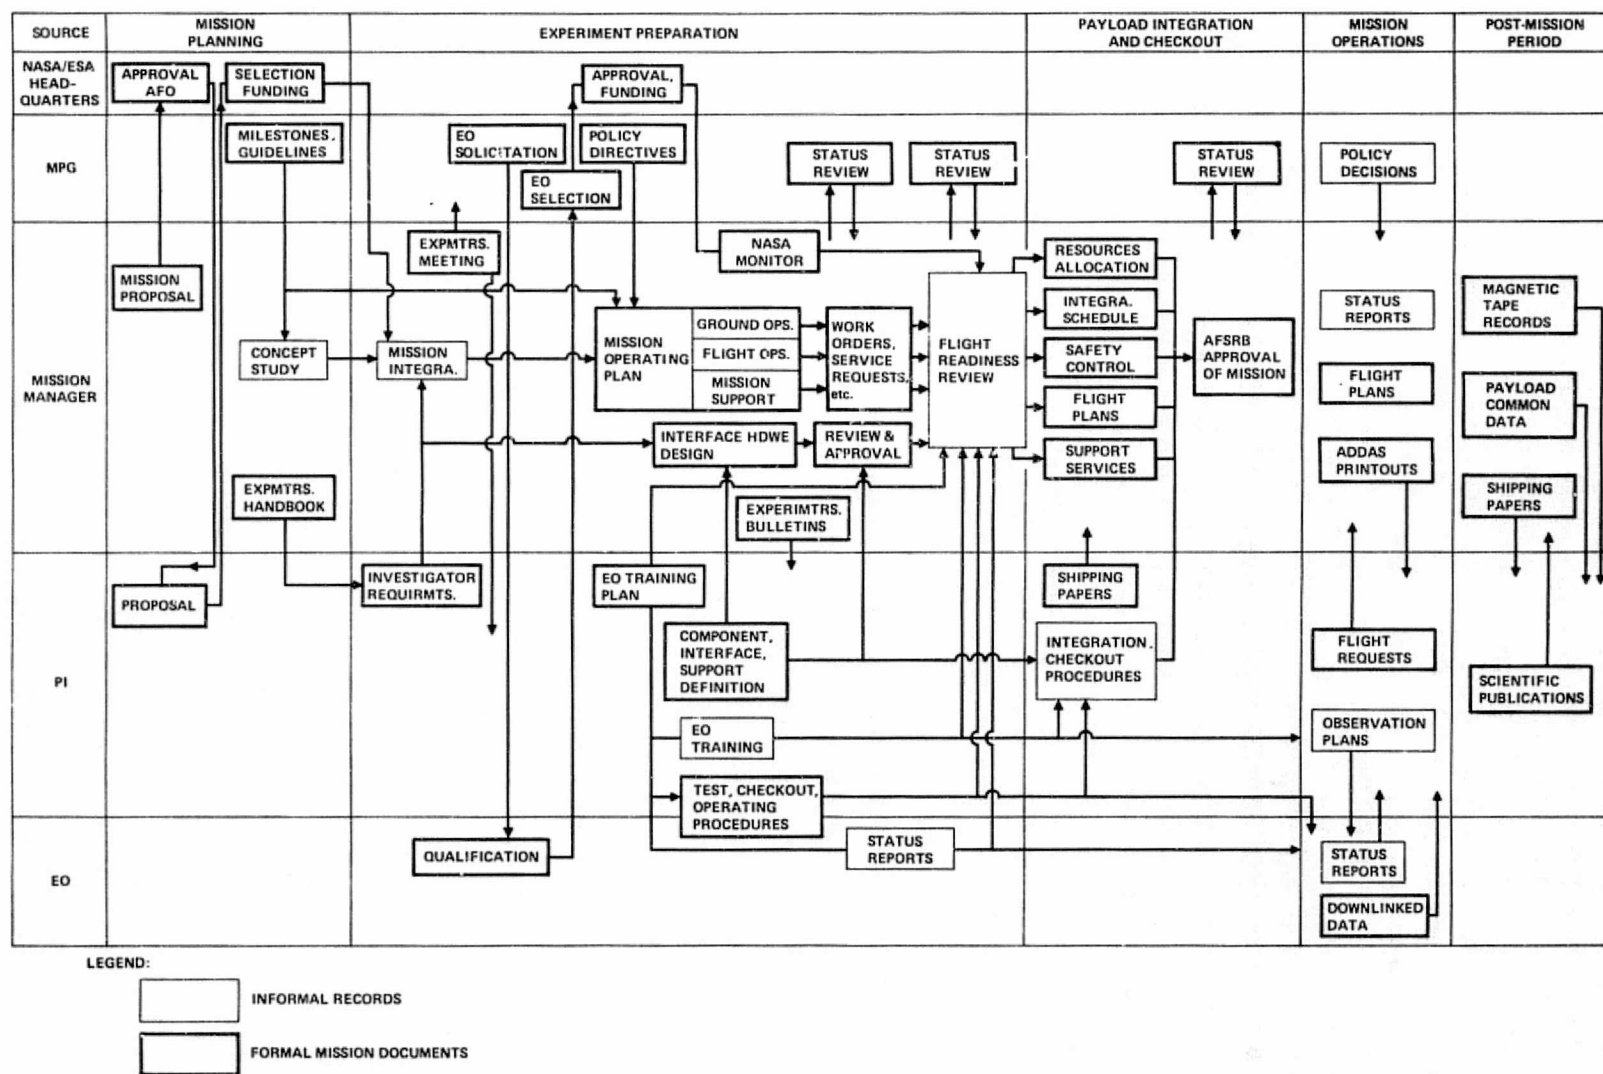 SOURCE
MISSION
PLANNING
EXPERIMENT PREPARATION
PAYLOAD INTEGRATION
AND CHECKOUT
MISSION
OPERATIONS
POST-MISSION
PERIOD
NASA/ESA
HEAD-
QUARTERS
APPROVAL
AFO
SELECTION
FUNDING
APPROVAL,
FUNDING
MPG
MILESTONES,
GUIDELINES
EO
SOLICITATION
POLICY
DIRECTIVES
EO
SELECTION
STATUS
REVIEW
STATUS
REVIEW
STATUS
REVIEW
POLICY
DECISIONS
MISSION
MANAGER
MISSION
PROPOSAL
EXPMTRS.
MEETING
NASA
MONITOR
CONCEPT
STUDY
MISSION
INTEGRA.
MISSION
OPERATING
PLAN
GROUND OPS.
FLIGHT OPS.
MISSION
SUPPORT
WORK
ORDERS,
SERVICE
REQUESTS,
etc.
FLIGHT
READINESS
REVIEW
RESOURCES
ALLOCATION
INTEGRA.
SCHEDULE
SAFETY
CONTROL
FLIGHT
PLANS
SUPPORT
SERVICES
AFSRB
APPROVAL
OF MISSION
STATUS
REPORTS
FLIGHT
PLANS
ADDAS
PRINTOUTS
MAGNETIC
TAPE
RECORDS
PAYLOAD
COMMON
DATA
SHIPPING
PAPERS
INTERFACE HDWE
DESIGN
REVIEW &
APPROVAL
EXPMTRS.
HANDBOOK
EXPERIMTRS.
BULLETINS
PI
PROPOSAL
INVESTIGATOR
REQUIRMTS.
EO TRAINING
PLAN
COMPONENT,
INTERFACE,
SUPPORT
DEFINITION
SHIPPING
PAPERS
INTEGRATION,
CHECKOUT
PROCEDURES
FLIGHT
REQUESTS
SCIENTIFIC
PUBLICATIONS
EO
TRAINING
OBSERVATION
PLANS
TEST, CHECKOUT,
OPERATING
PROCEDURES
EO
QUALIFICATION
STATUS
REPORTS
STATUS
REPORTS
DOWNLINKED
DATA
LEGEND:
INFORMAL RECORDS
FORMAL MISSION DOCUMENTS